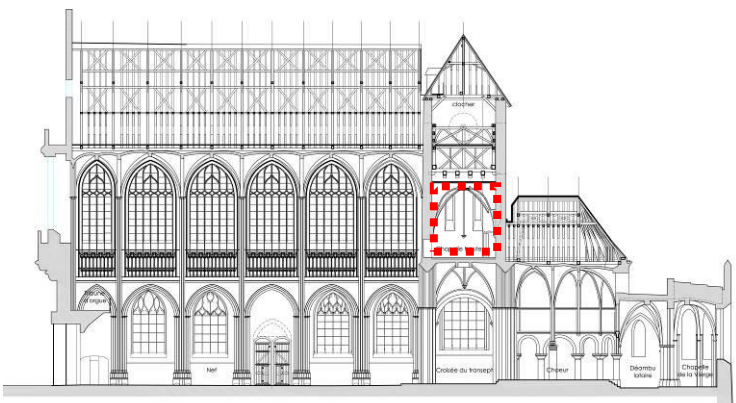 clocher
Tribune
d'orgue
Nef
Croisée du transept
Choeur
Déambu
latoire
Chapelle
de la Vierge